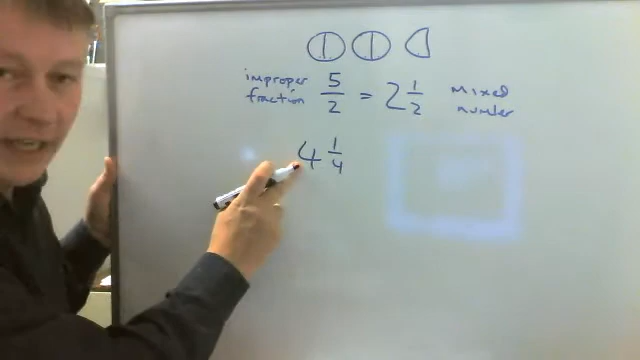 improper fraction 5/2 = 2 1/2 mixed number
4 1/4